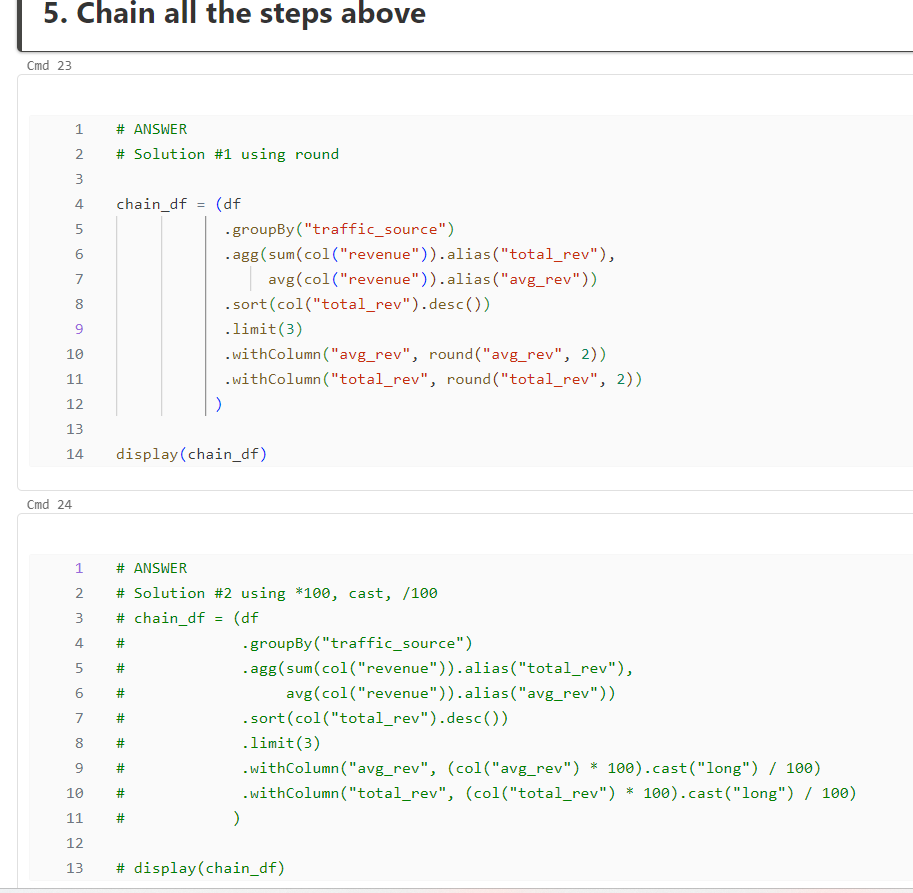 5. Chain all the steps above
Cmd 23
1 # ANSWER
2 # Solution #1 using round
3
4 chain_df = (df
5 .groupBy("traffic_source")
6 .agg(sum(col("revenue")).alias("total_rev"),
7 avg(col("revenue")).alias("avg_rev"))
8 .sort(col("total_rev").desc())
9 .limit(3)
10 .withColumn("avg_rev", round("avg_rev", 2))
11 .withColumn("total_rev", round("total_rev", 2))
12 )
13
14 display(chain_df)
Cmd 24
1 # ANSWER
2 # Solution #2 using *100, cast, /100
3 # chain_df = (df
4 # .groupBy("traffic_source")
5 # .agg(sum(col("revenue")).alias("total_rev"),
6 # avg(col("revenue")).alias("avg_rev"))
7 # .sort(col("total_rev").desc())
8 # .limit(3)
9 # .withColumn("avg_rev", (col("avg_rev") * 100).cast("long") / 100)
10 # .withColumn("total_rev", (col("total_rev") * 100).cast("long") / 100)
11 # )
12
13 # display(chain_df)